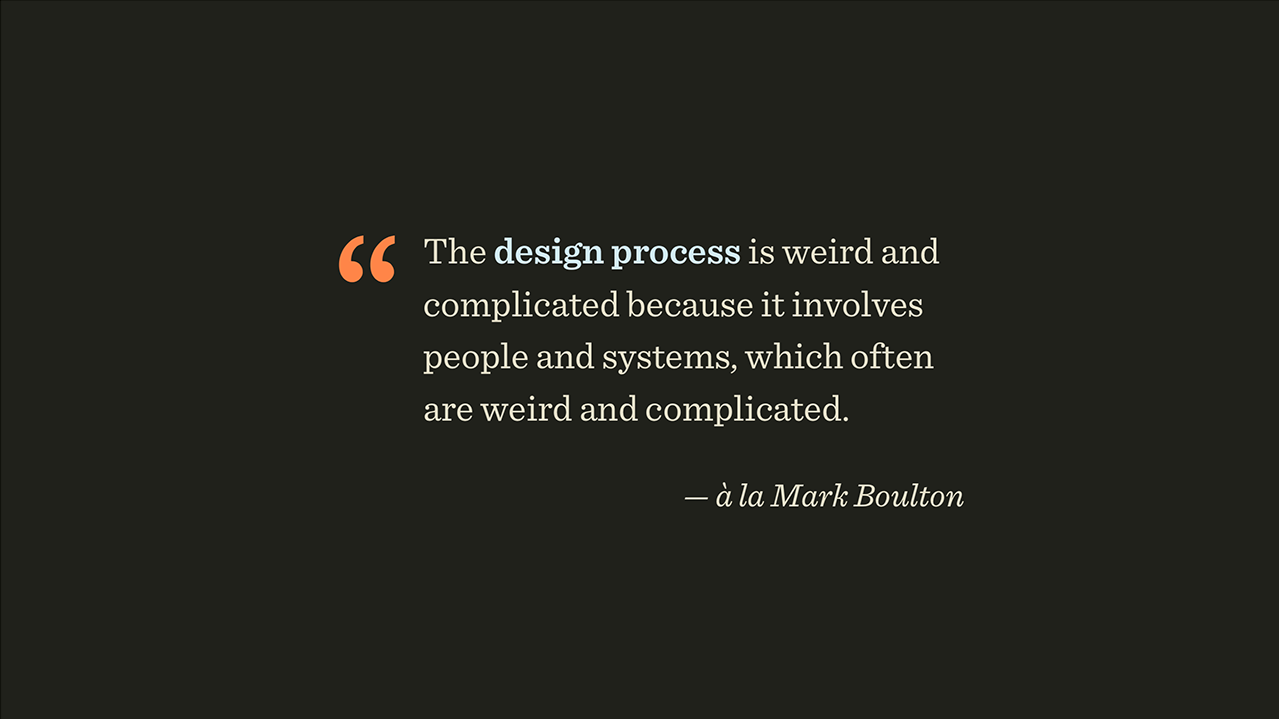 “The design process is weird and
complicated because it involves
people and systems, which often
are weird and complicated.
— à la Mark Boulton